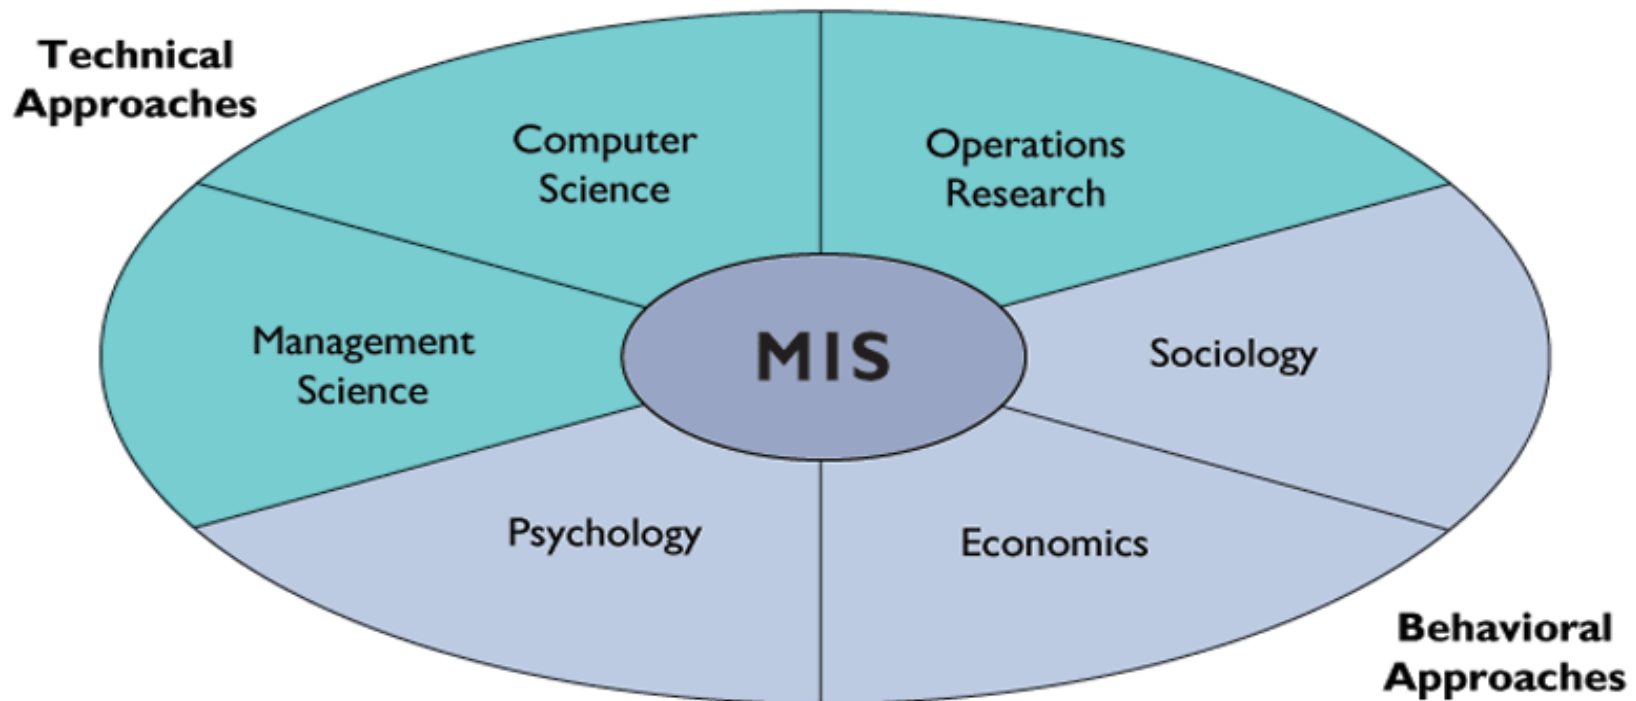 Technical
Approaches
Computer
Science
Operations
Research
Management
Science
MIS
Sociology
Psychology
Economics
Behavioral
Approaches